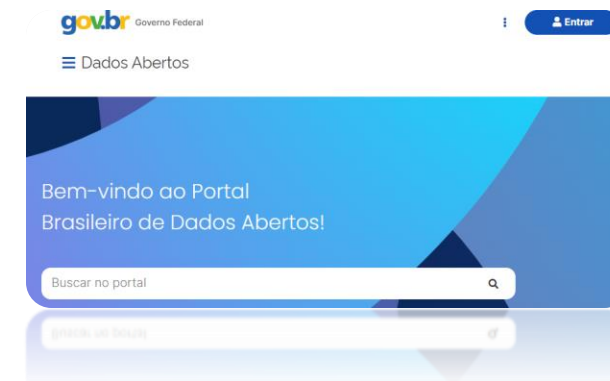 gov.br Governo Federal
Entrar
Dados Abertos
Bem-vindo ao Portal
Brasileiro de Dados Abertos!
Buscar no portal